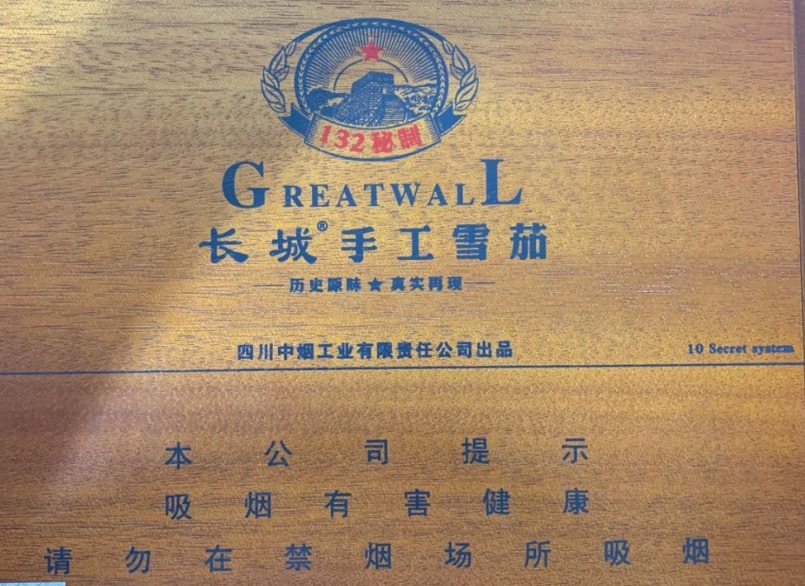 132秘制
GREATWALL
长城®手工雪茄
历史原味★真实再现
四川中烟工业有限责任公司出品
10 Secret system
本公司提示
吸烟有害健康
请勿在禁烟场所吸烟